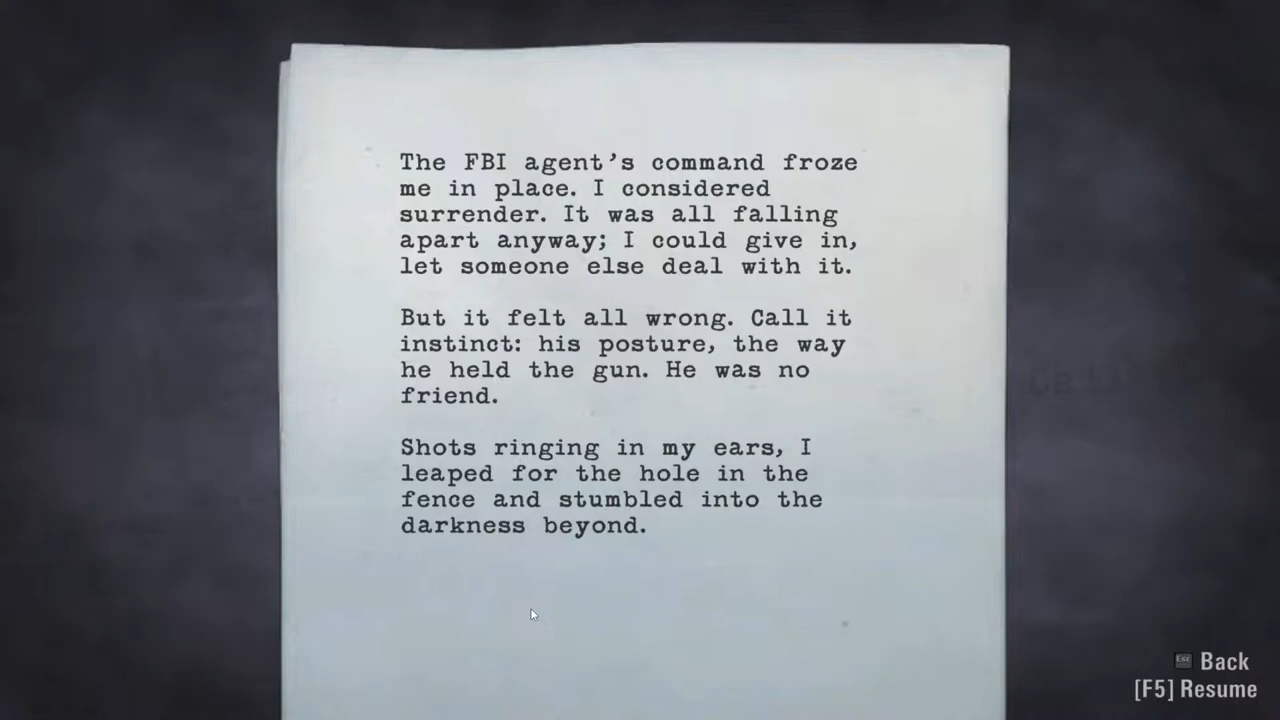 The FBI agent's command froze
me in place. I considered
surrender. It was all falling
apart anyway; I could give in,
let someone else deal with it.
But it felt all wrong. Call it
instinct: his posture, the way
he held the gun. He was no
friend.
Shots ringing in my ears, I
leaped for the hole in the
fence and stumbled into the
darkness beyond.
Esc Back
[F5] Resume